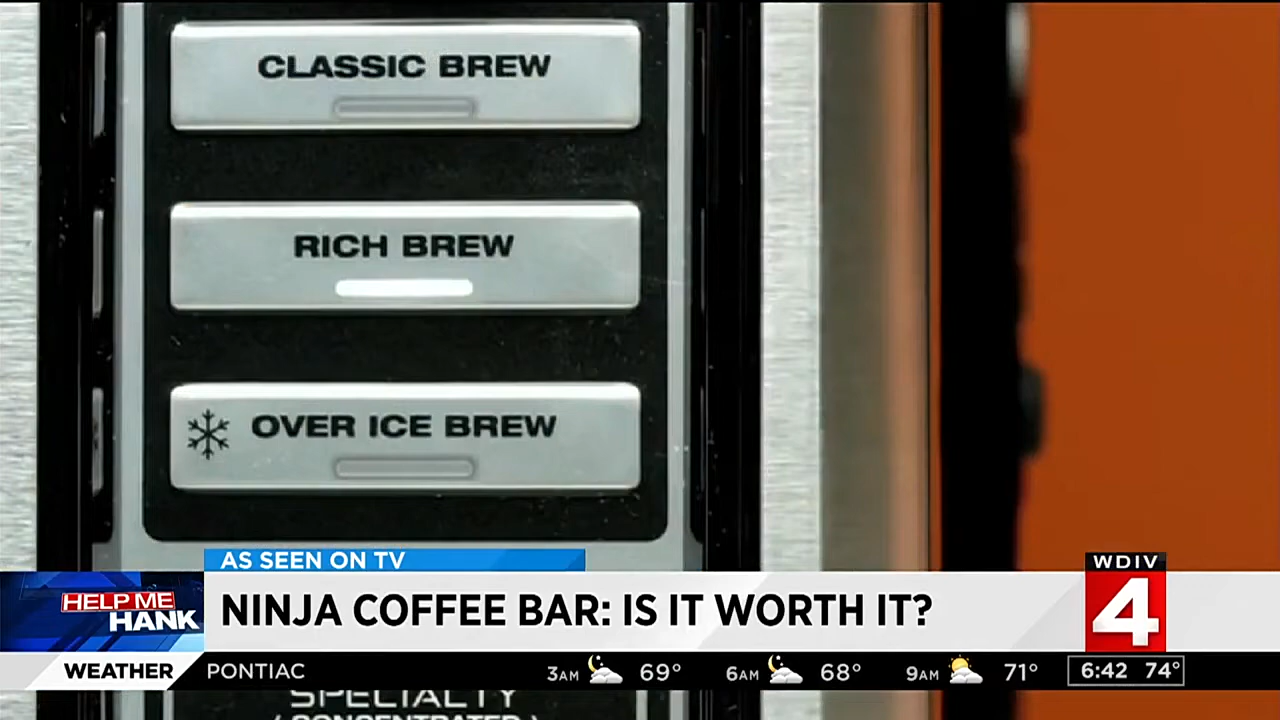 CLASSIC BREW
RICH BREW
OVER ICE BREW
AS SEEN ON TV
HELP ME
HANK
NINJA COFFEE BAR: IS IT WORTH IT?
WDIV
4
WEATHER PONTIAC 3AM 69° 6AM 68° 9AM 71° 6:42 74°
SPECIALTY
(CONCENTRATED)